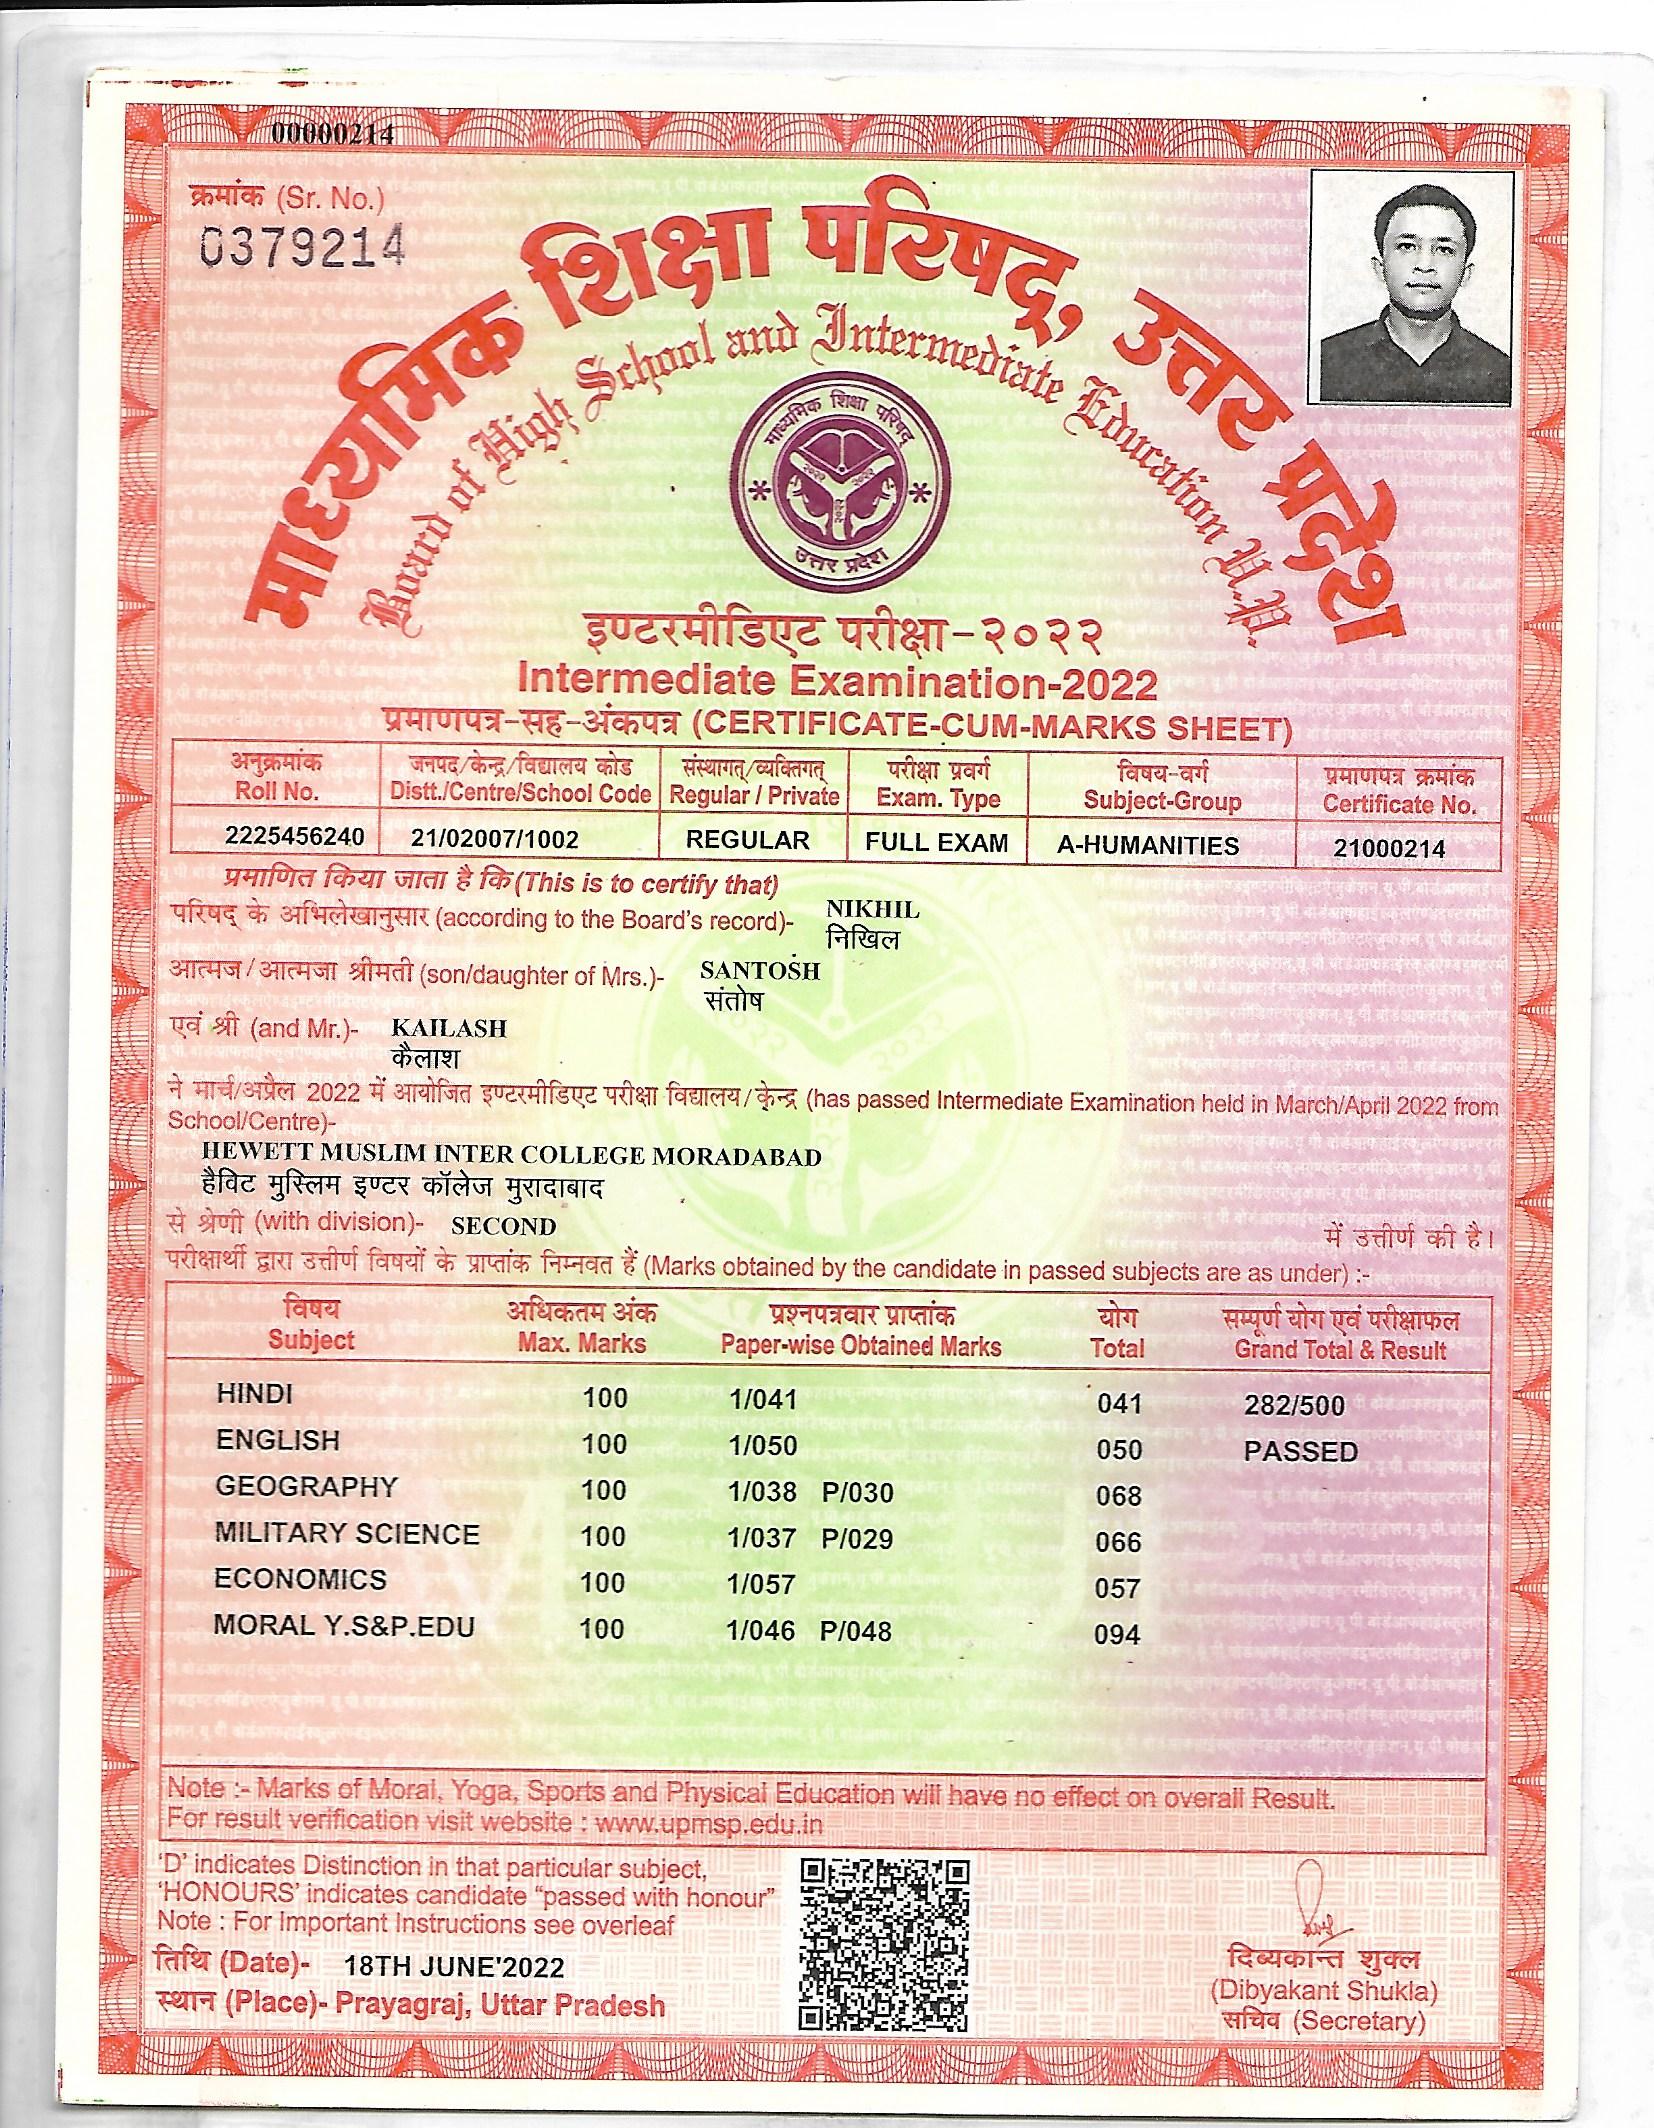 00000214
क्रमांक (Sr. No.)
0379214
माध्यमिक शिक्षा परिषद्, उत्तर प्रदेश
Board of High School and Intermediate Education U.P.
माध्यमिक शिक्षा परिषद्
उत्तर प्रदेश
इण्टरमीडिएट परीक्षा-२०२२
Intermediate Examination-2022
प्रमाणपत्र-सह-अंकपत्र (CERTIFICATE-CUM-MARKS SHEET)
अनुक्रमांक जनपद/केन्द्र/विद्यालय कोड संस्थागत्/व्यक्तिगत् परीक्षा प्रवर्ग विषय-वर्ग प्रमाणपत्र क्रमांक
Roll No. Distt./Centre/School Code Regular / Private Exam. Type Subject-Group Certificate No.
2225456240 21/02007/1002 REGULAR FULL EXAM A-HUMANITIES 21000214
प्रमाणित किया जाता है कि (This is to certify that)
परिषद् के अभिलेखानुसार (according to the Board's record)- NIKHIL
निखिल
आत्मज/आत्मजा श्रीमती (son/daughter of Mrs.)- SANTOSH
संतोष
एवं श्री (and Mr.)- KAILASH
कैलाश
ने मार्च/अप्रैल 2022 में आयोजित इण्टरमीडिएट परीक्षा विद्यालय/केन्द्र (has passed Intermediate Examination held in March/April 2022 from
School/Centre)-
HEWETT MUSLIM INTER COLLEGE MORADABAD
हैविट मुस्लिम इण्टर कॉलेज मुरादाबाद
से श्रेणी (with division)- SECOND में उत्तीर्ण की है।
परीक्षार्थी द्वारा उत्तीर्ण विषयों के प्राप्तांक निम्नवत हैं (Marks obtained by the candidate in passed subjects are as under) :-
विषय अधिकतम अंक प्रश्नपत्रवार प्राप्तांक योग सम्पूर्ण योग एवं परीक्षाफल
Subject Max. Marks Paper-wise Obtained Marks Total Grand Total & Result
HINDI 100 1/041 041 282/500
ENGLISH 100 1/050 050 PASSED
GEOGRAPHY 100 1/038 P/030 068
MILITARY SCIENCE 100 1/037 P/029 066
ECONOMICS 100 1/057 057
MORAL Y.S&P.EDU 100 1/046 P/048 094
Note :- Marks of Moral, Yoga, Sports and Physical Education will have no effect on overall Result.
For result verification visit website : www.upmsp.edu.in
'D' indicates Distinction in that particular subject,
'HONOURS' indicates candidate "passed with honour"
Note : For Important Instructions see overleaf
तिथि (Date)- 18TH JUNE'2022
स्थान (Place)- Prayagraj, Uttar Pradesh
दिब्यकान्त शुक्ल
(Dibyakant Shukla)
सचिव (Secretary)